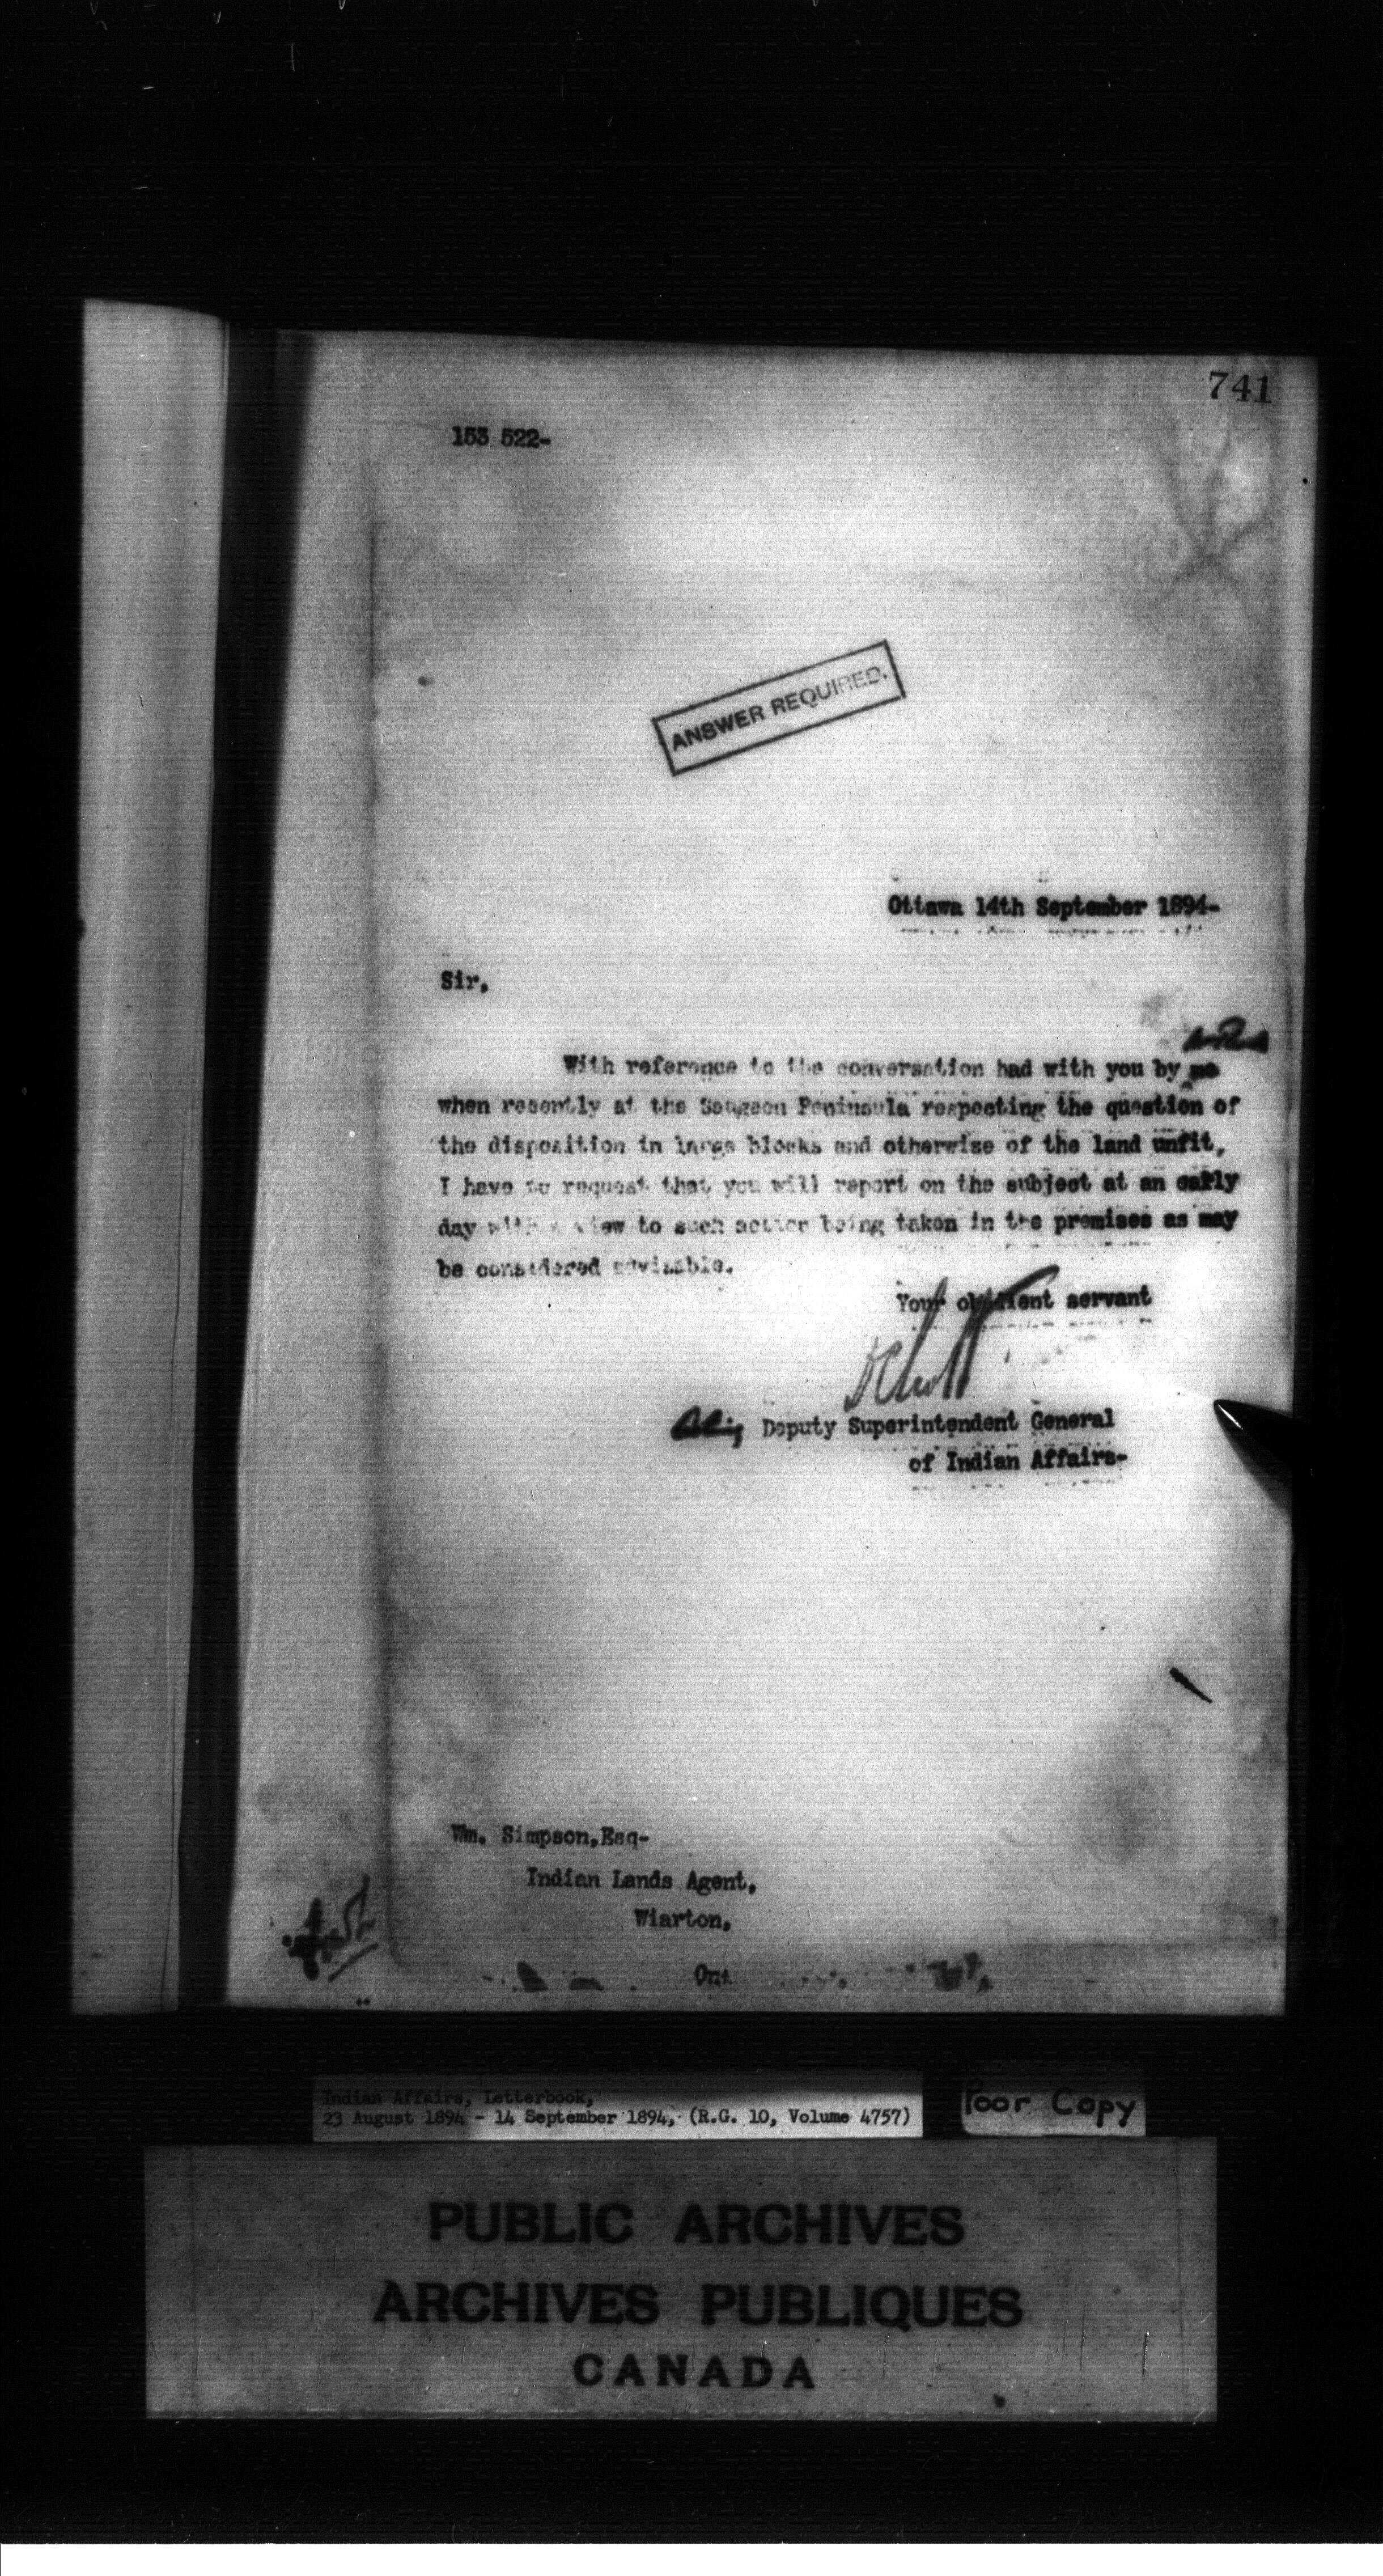 741
153 522-
ANSWER REQUIRED.
Ottawa 14th September 1894-
Sir,
With reference to the conversation had with you by me
when recently at the Saugeen Peninsula respecting the question of
the disposition in large blocks and otherwise of the land unfit,
I have to request that you will report on the subject at an early
day with a view to such action being taken in the premises as may
be considered advisable.
Your obedient servant
Deputy Superintendent General
of Indian Affairs-
Wm. Simpson, Esq-
Indian Lands Agent,
Wiarton,
Ont.
Indian Affairs, Letterbook,
23 August 1894 - 14 September 1894, (R.G. 10, Volume 4757)
Poor Copy
PUBLIC ARCHIVES
ARCHIVES PUBLIQUES
CANADA